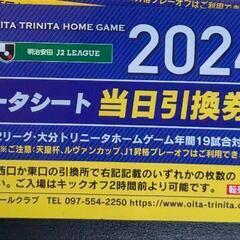 OITA TRINITA HOME GAME
明治安田 J2 LEAGUE
2024
ータシート 当日引換券
2リーグ・大分トリニータホームゲーム年間19試合対
※ご注意:天皇杯、ルヴァンカップ、J1昇格プレーオフはご利用でき
西口か東口の引換所で右記記載のいずれかの枚数の
い。ご入場はキックオフ2時間前より可能です。
ールクラブ TEL 097-554-2250 https://www.oita-trinita.c